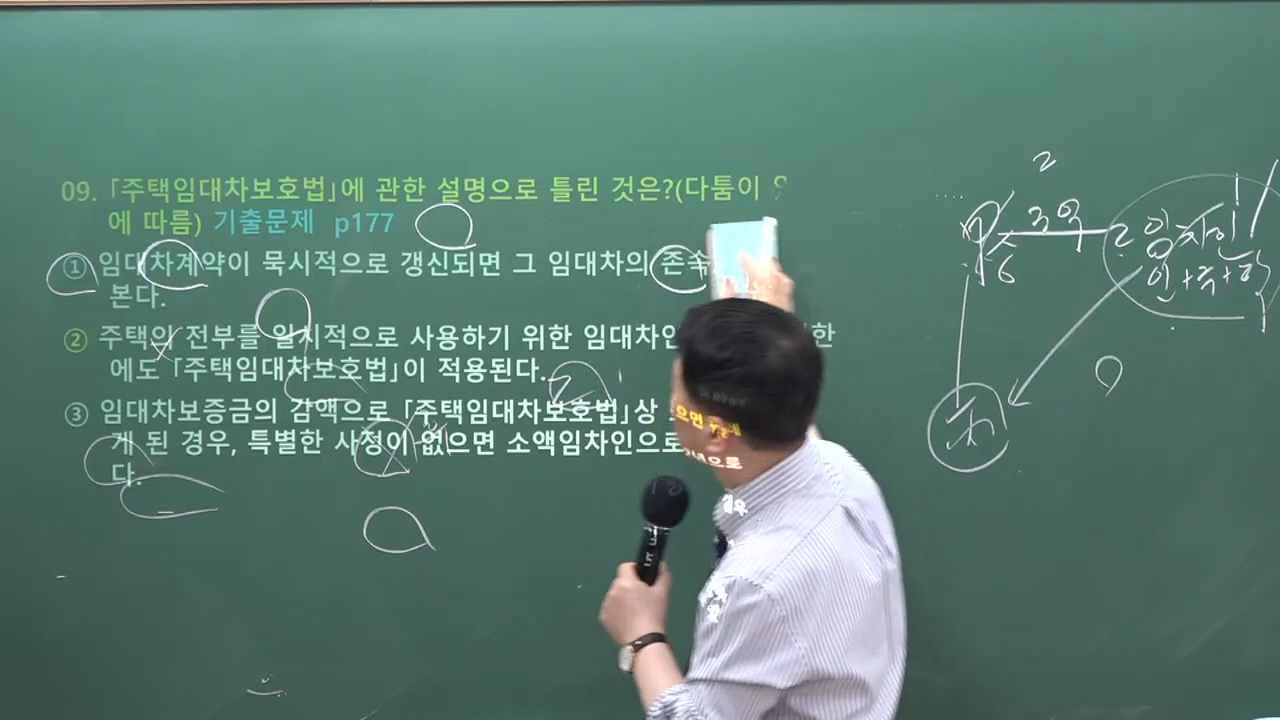 09. ｢주택임대차보호법｣에 관한 설명으로 틀린 것은?(다툼이
에 따름) 기출문제 p177
① 임대차계약이 묵시적으로 갱신되면 그 임대차의 존속
본다.
② 주택의 전부를 일시적으로 사용하기 위한 임대차인
에도 ｢주택임대차보호법｣이 적용된다.
③ 임대차보증금의 감액으로 ｢주택임대차보호법｣상
게 된 경우, 특별한 사정이 없으면 소액임차인으로
다.
2
3억
6
2
인+주+확